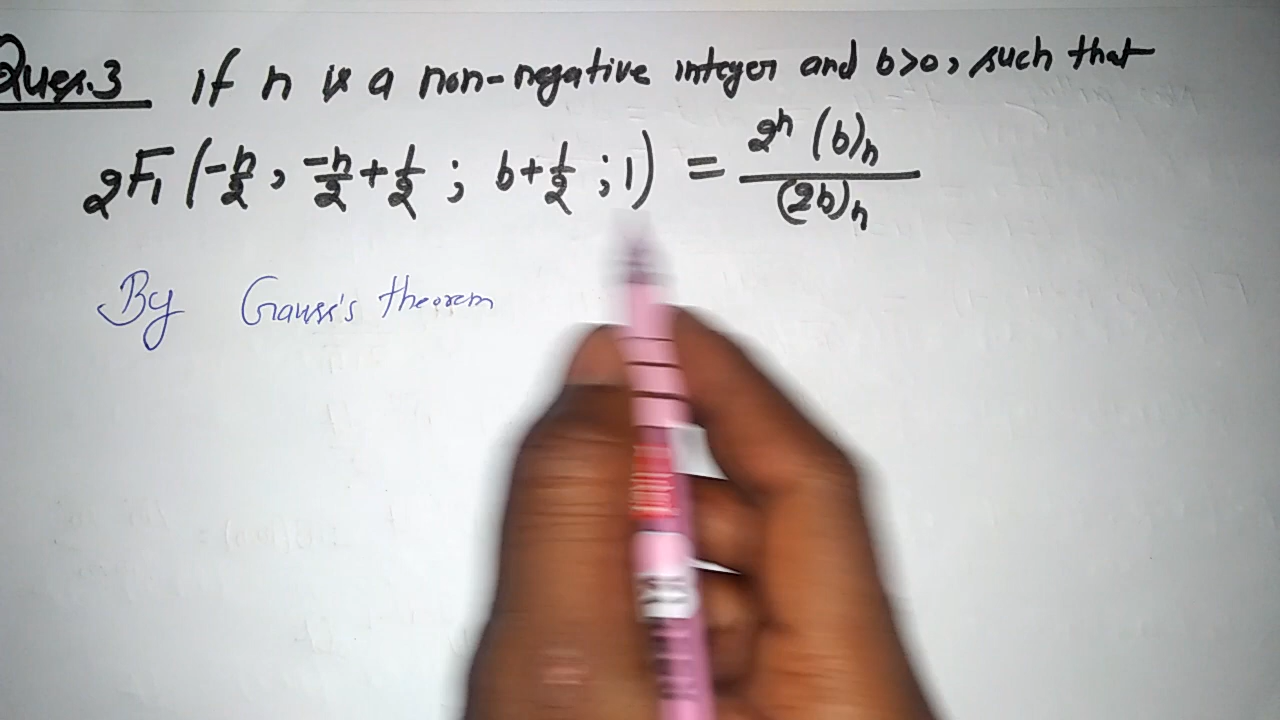 Ques.3 If n is a non-negative integer and b>0, such that
2F1 (-n/2, -n/2 + 1/2 ; b + 1/2 ; 1) = 2^n (b)n / (2b)n
By Gauss's theorem